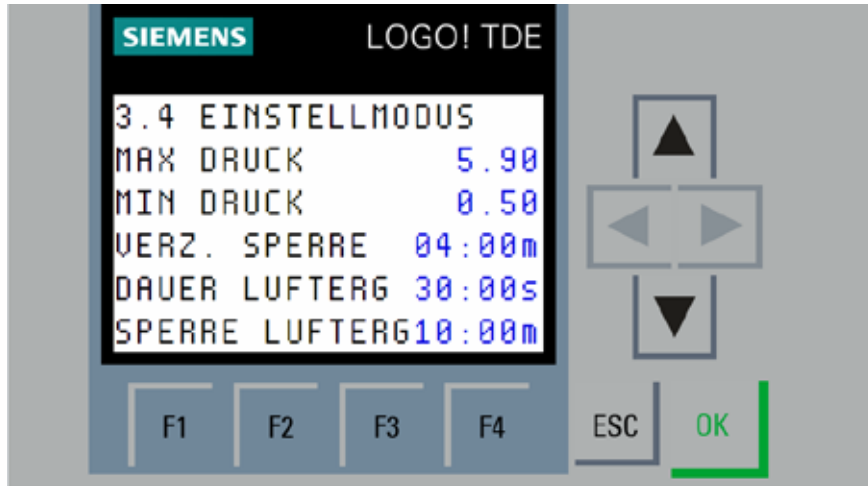 SIEMENS LOGO! TDE
3.4 EINSTELLMODUS
MAX DRUCK 5.90
MIN DRUCK 0.50
VERZ. SPERRE 04:00m
DAUER LUFTERG 30:00s
SPERRE LUFTERG10:00m
F1 F2 F3 F4 ESC OK